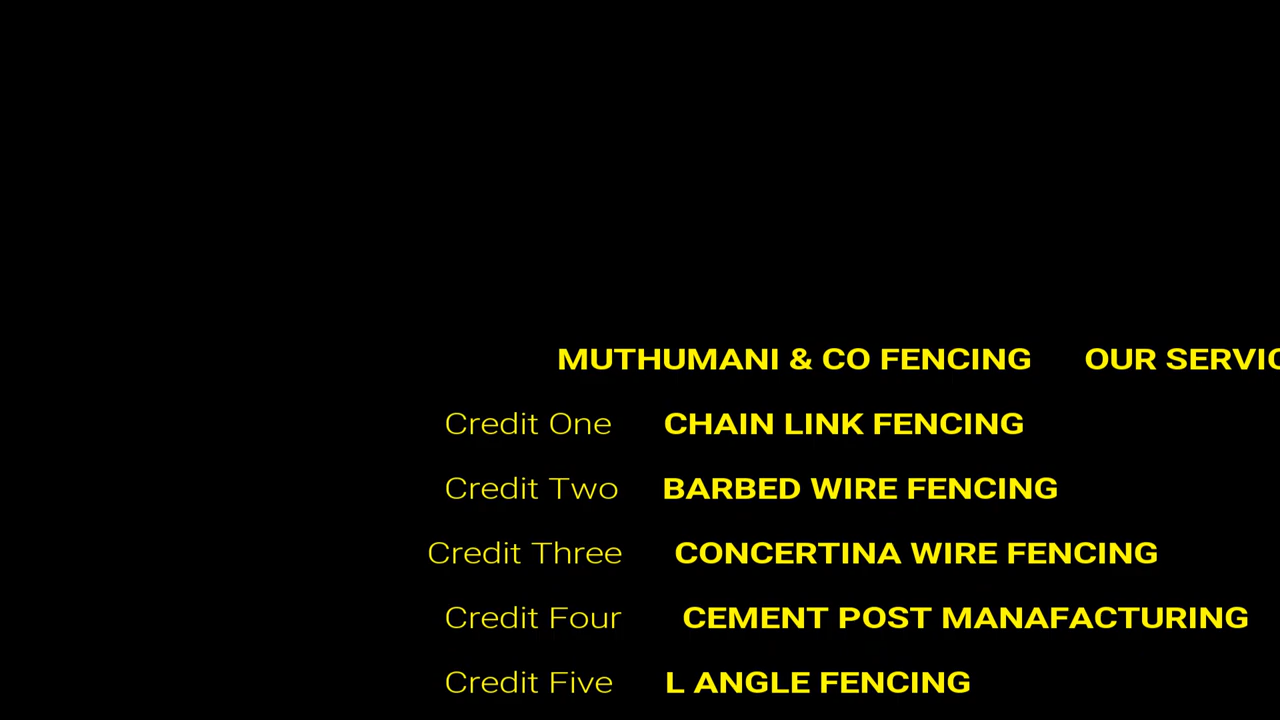 MUTHUMANI & CO FENCING OUR SERVIC
Credit One CHAIN LINK FENCING
Credit Two BARBED WIRE FENCING
Credit Three CONCERTINA WIRE FENCING
Credit Four CEMENT POST MANAFACTURING
Credit Five L ANGLE FENCING